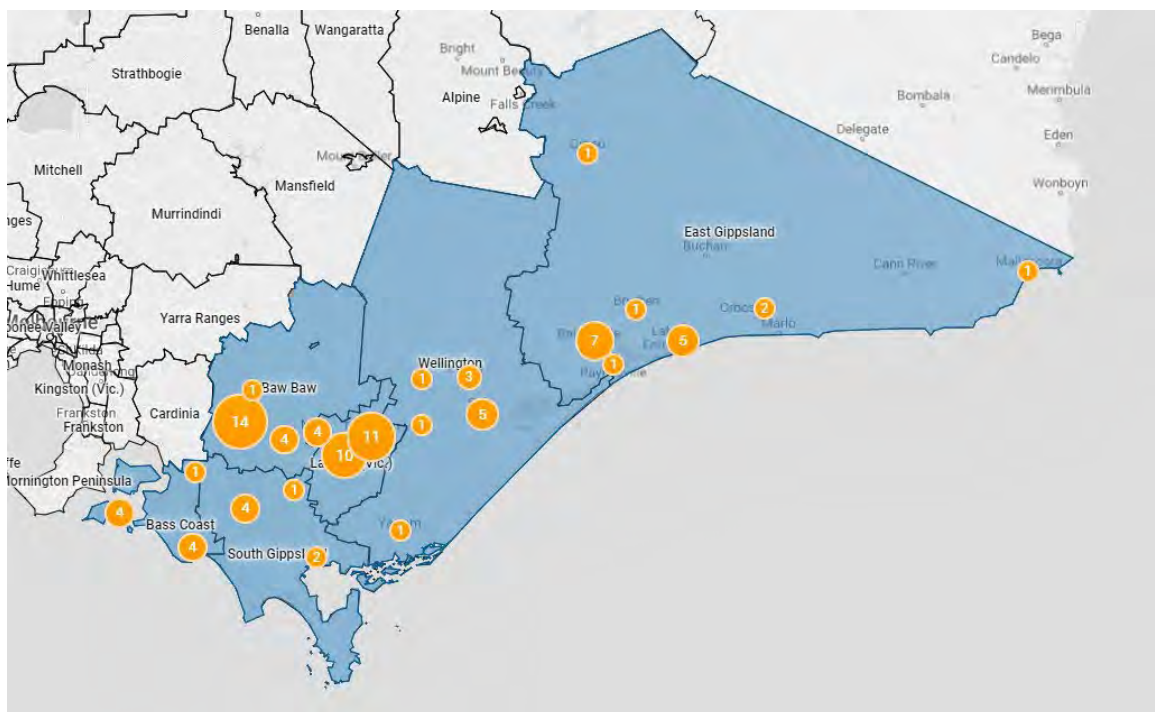 Benalla
Wangaratta
Bega
Bright
Candelo
Strathbogie
Mount Beauty
Merimbula
Alpine
Falls Creek
Bombala
Delegate
Eden
1
Mitchell
Mansfield
Wonboyn
Murrindindi
East Gippsland
Buchan
Cann River
1
Whittlesea
Hume
Epping
1
2
Yarra Ranges
Marlo
7
5
1
Monash
Wellington
Kingston (Vic.)
1
3
1
Baw Baw
Frankston
Cardinia
5
Frankston
14
1
4
4
11
10
1
Mornington Peninsula
1
4
4
Bass Coast
1
4
South Gippsland
2